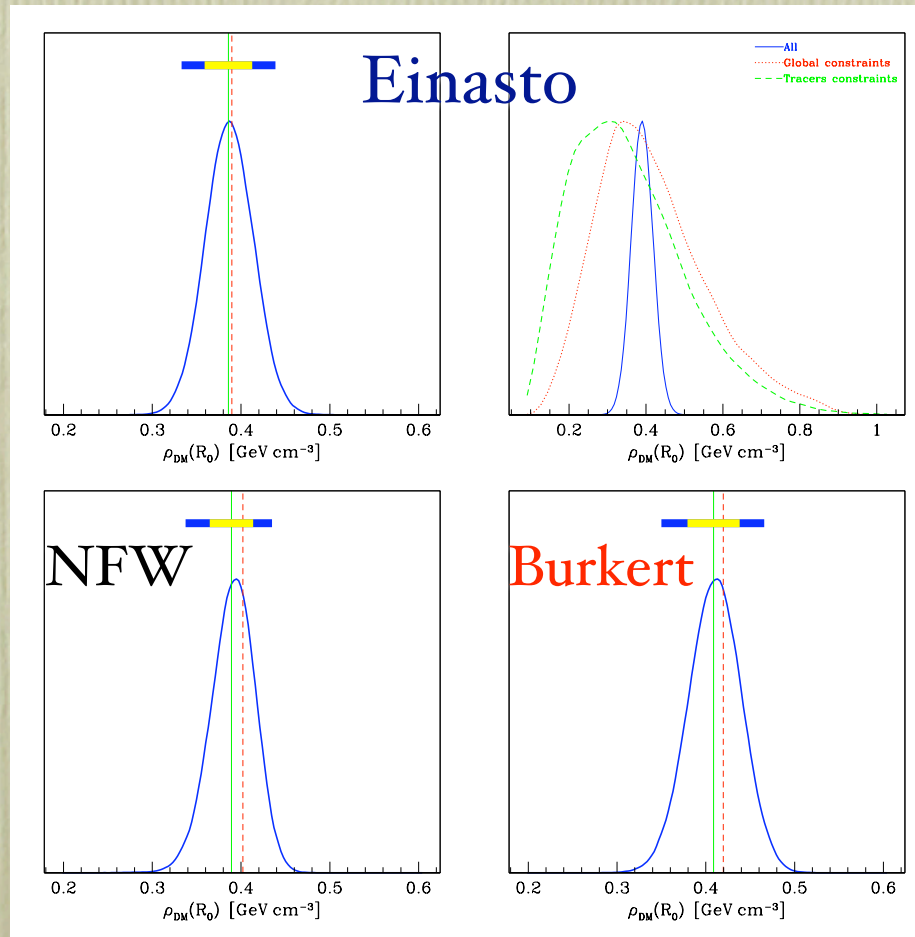 Einasto
All
Global constraints
Tracers constraints
0.2 0.3 0.4 0.5 0.6
ρDM(R0) [GeV cm⁻³]
0.2 0.4 0.6 0.8 1
ρDM(R0) [GeV cm⁻³]
NFW
Burkert
0.2 0.3 0.4 0.5 0.6
ρDM(R0) [GeV cm⁻³]
0.2 0.3 0.4 0.5 0.6
ρDM(R0) [GeV cm⁻³]